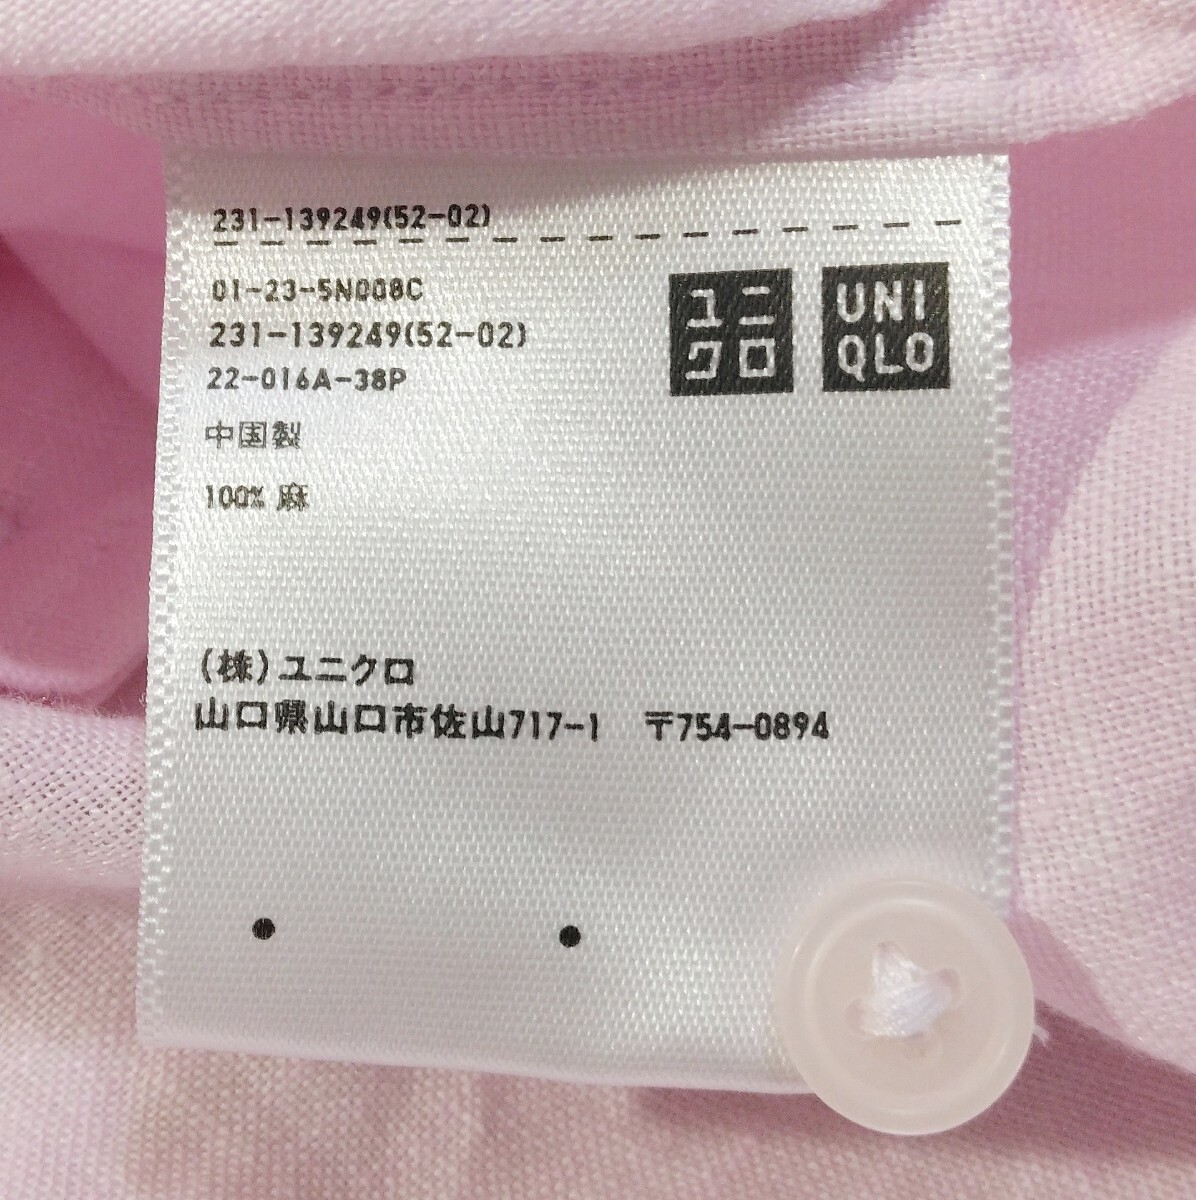 231-139249(52-02)
01-23-5N008C
231-139249(52-02)
22-016A-38P
中国製
100% 麻
ユニ
クロ
UNI
QLO
(株)ユニクロ
山口県山口市佐山717-1　〒754-0894